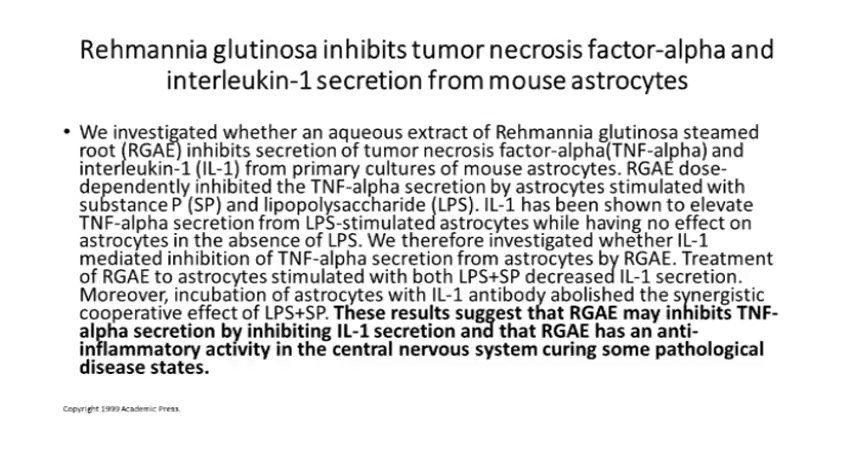 Rehmannia glutinosa inhibits tumor necrosis factor-alpha and
interleukin-1 secretion from mouse astrocytes
• We investigated whether an aqueous extract of Rehmannia glutinosa steamed
root (RGAE) inhibits secretion of tumor necrosis factor-alpha(TNF-alpha) and
interleukin-1 (IL-1) from primary cultures of mouse astrocytes. RGAE dose-
dependently inhibited the TNF-alpha secretion by astrocytes stimulated with
substance P (SP) and lipopolysaccharide (LPS). IL-1 has been shown to elevate
TNF-alpha secretion from LPS-stimulated astrocytes while having no effect on
astrocytes in the absence of LPS. We therefore investigated whether IL-1
mediated inhibition of TNF-alpha secretion from astrocytes by RGAE. Treatment
of RGAE to astrocytes stimulated with both LPS+SP decreased IL-1 secretion.
Moreover, incubation of astrocytes with IL-1 antibody abolished the synergistic
cooperative effect of LPS+SP. These results suggest that RGAE may inhibits TNF-
alpha secretion by inhibiting IL-1 secretion and that RGAE has an anti-
inflammatory activity in the central nervous system curing some pathological
disease states.
Copyright 1999 Academic Press.